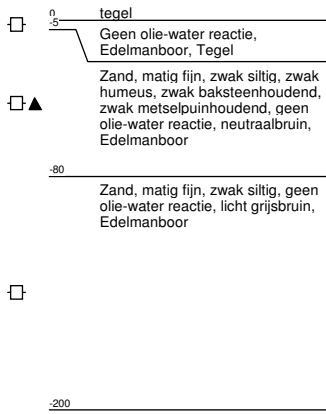 0 tegel
-5
Geen olie-water reactie,
Edelmanboor, Tegel
Zand, matig fijn, zwak siltig, zwak
humeus, zwak baksteenhoudend,
zwak metselpuinhoudend, geen
olie-water reactie, neutraalbruin,
Edelmanboor
-80
Zand, matig fijn, zwak siltig, geen
olie-water reactie, licht grijsbruin,
Edelmanboor
-200